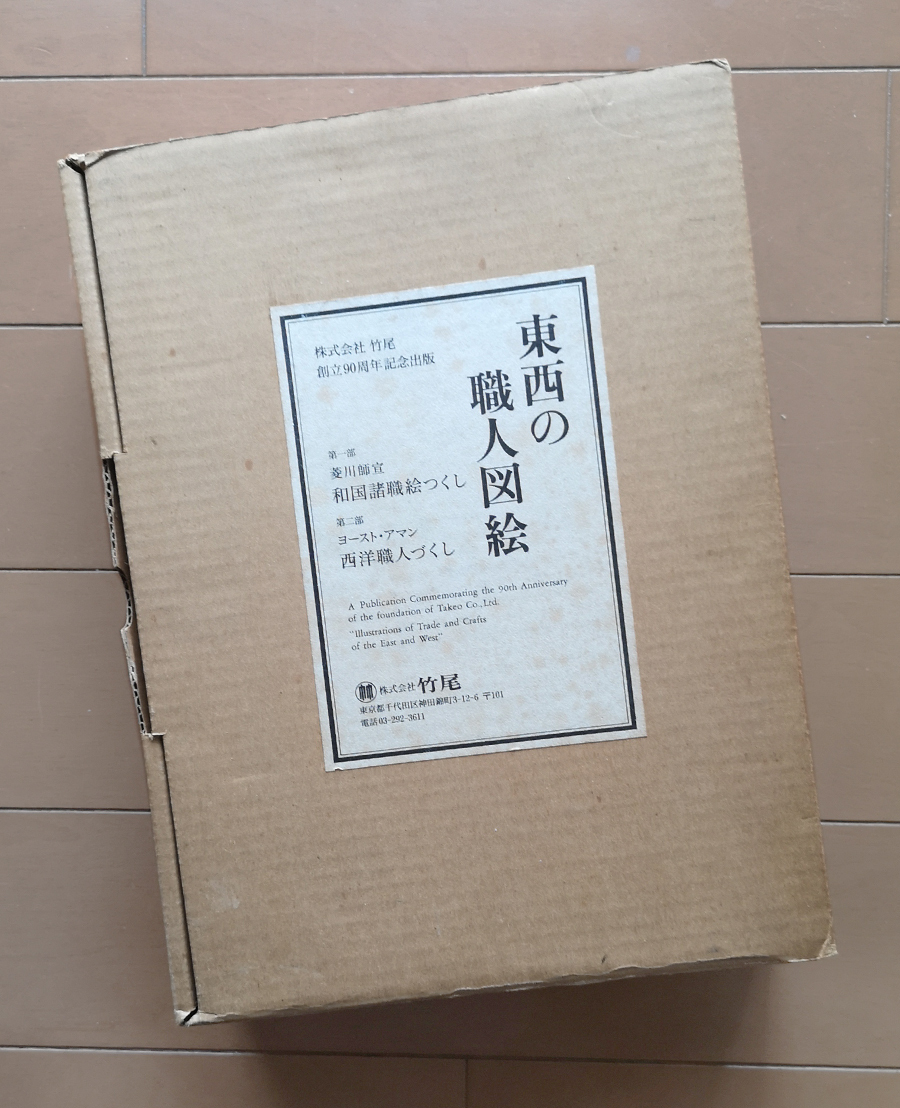 東西の
職人図絵
株式会社 竹尾
創立90周年記念出版
第一部
菱川師宣
和国諸職絵つくし
第二部
ヨースト・アマン
西洋職人づくし
A Publication Commemorating the 90th Anniversary
of the foundation of Takeo Co., Ltd.
"Illustrations of Trade and Crafts
of the East and West"
株式会社 竹尾
東京都千代田区神田錦町3-12-6 〒101
電話03-292-3611